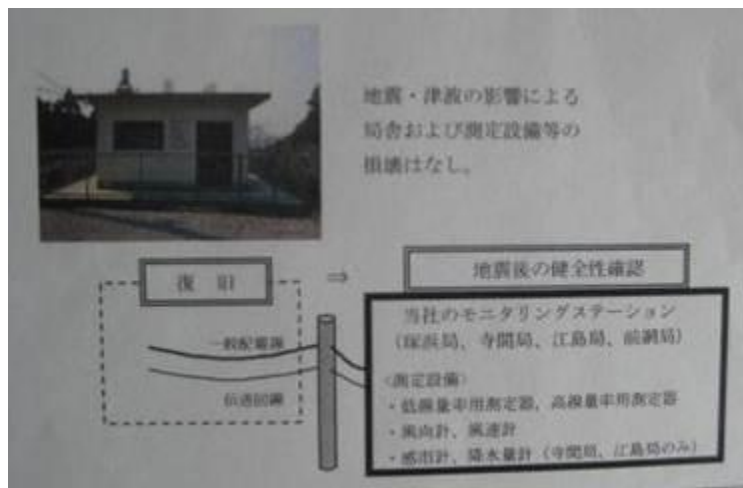 地震・津波の影響による
局舎および測定設備等の
損壊はなし。
復　旧
⇒
地震後の健全性確認
当社のモニタリングステーション
（塚浜局、寺間局、江島局、前網局）
一般配電線
伝送回線
<測定設備>
・低線量率用測定器、高線量率用測定器
・風向計、風速計
・感雨計、降水量計（寺間局、江島局のみ）